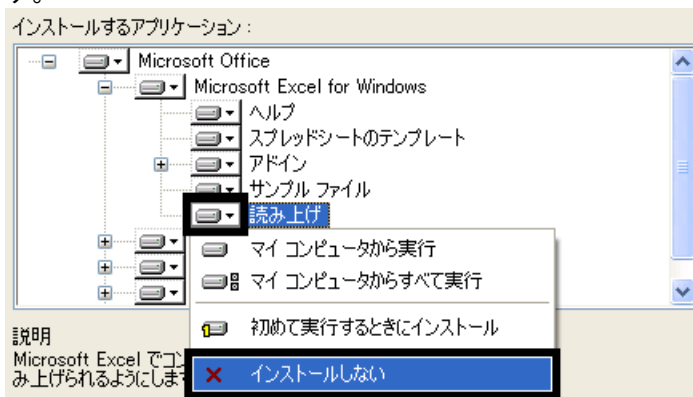 す。
インストールするアプリケーション:
Microsoft Office
Microsoft Excel for Windows
ヘルプ
スプレッドシートのテンプレート
アドイン
サンプル ファイル
読み上げ
マイ コンピュータから実行
マイ コンピュータからすべて実行
初めて実行するときにインストール
インストールしない
説明
Microsoft Excel でコン
み上げられるようにしま